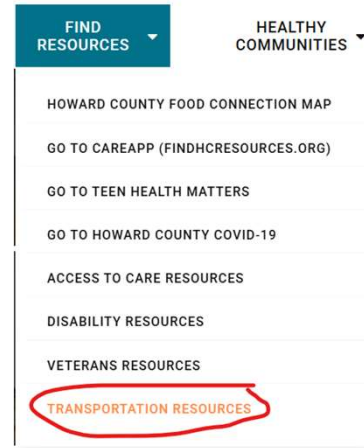 FIND
RESOURCES
HEALTHY
COMMUNITIES
HOWARD COUNTY FOOD CONNECTION MAP
GO TO CAREAPP (FINDHCRESOURCES.ORG)
GO TO TEEN HEALTH MATTERS
GO TO HOWARD COUNTY COVID-19
ACCESS TO CARE RESOURCES
DISABILITY RESOURCES
VETERANS RESOURCES
TRANSPORTATION RESOURCES